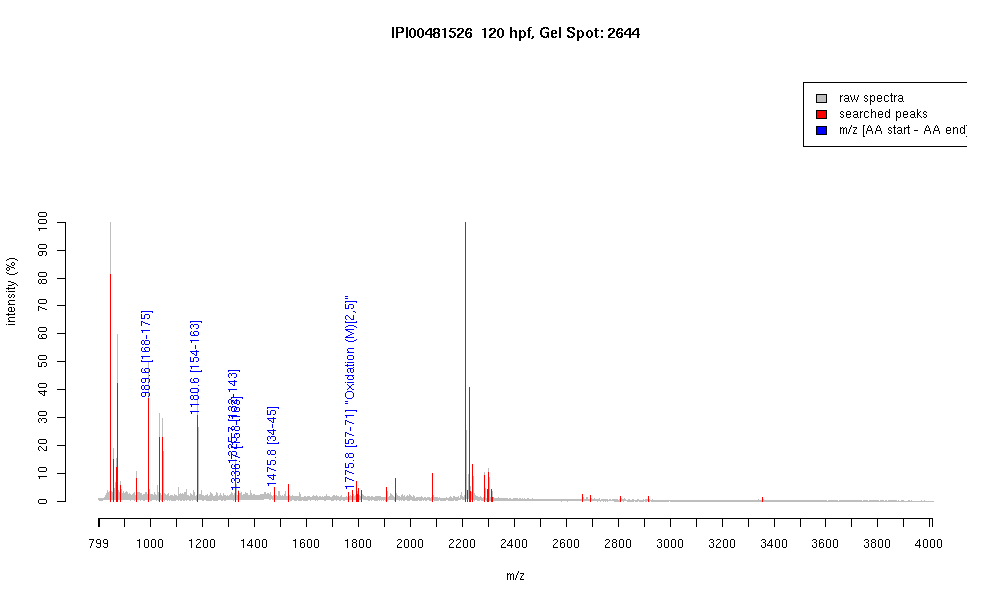 IPI00481526 120 hpf, Gel Spot: 2644
raw spectra
searched peaks
m/z [AA start - AA end]
intensity (%)
100
90
80
70
60
50
40
30
20
10
0
989.6 [168-175]
1180.6 [154-163]
1475.8 [34-45]
1775.8 [57-71] "Oxidation (M)[2,5]"
799 1000 1200 1400 1600 1800 2000 2200 2400 2600 2800 3000 3200 3400 3600 3800 4000
m/z